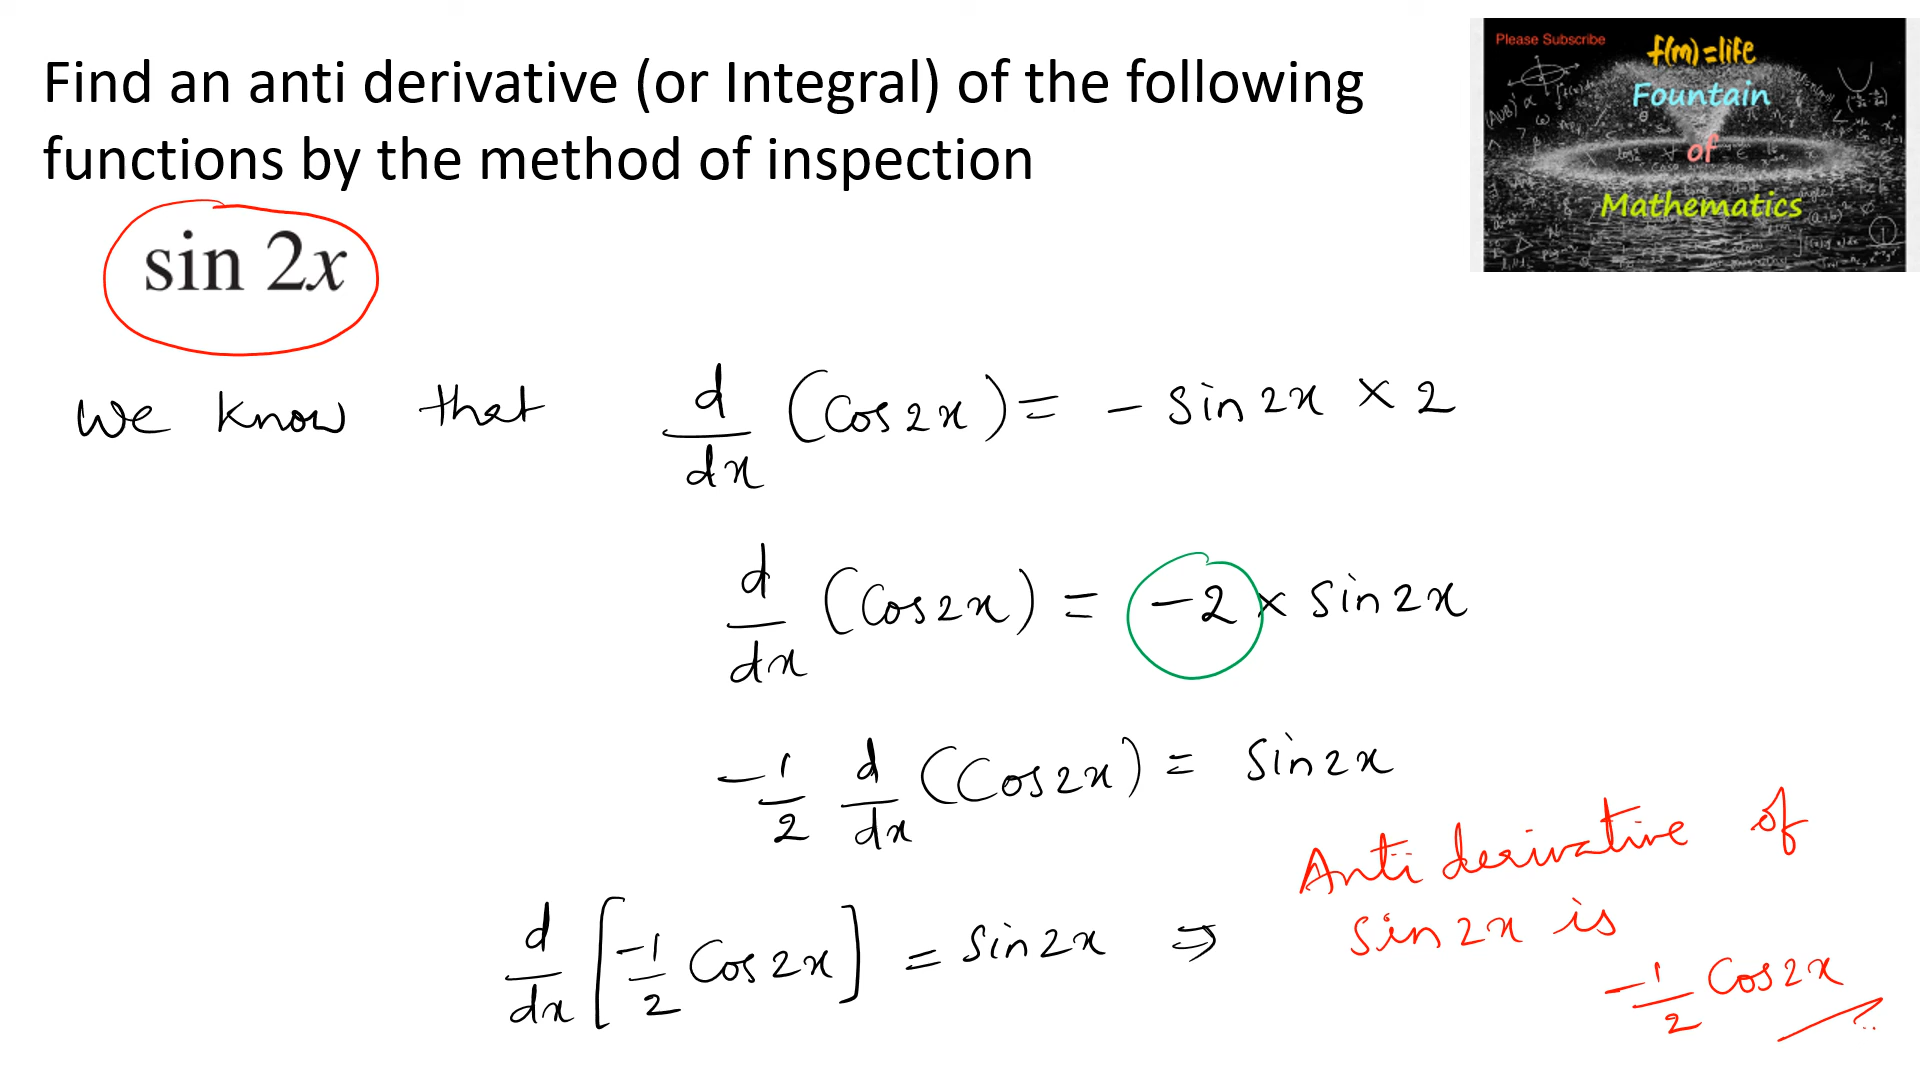 Find an anti derivative (or Integral) of the following
functions by the method of inspection
Please Subscribe
f(m)=life
Fountain
of
Mathematics
sin 2x
We know that d/dx (Cos 2x) = - Sin 2x × 2
d/dx (Cos 2x) = -2 × Sin 2x
-1/2 d/dx (Cos 2x) = Sin 2x
d/dx [-1/2 Cos 2x] = Sin 2x ⇒
Anti derivative of
Sin 2x is
-1/2 Cos 2x